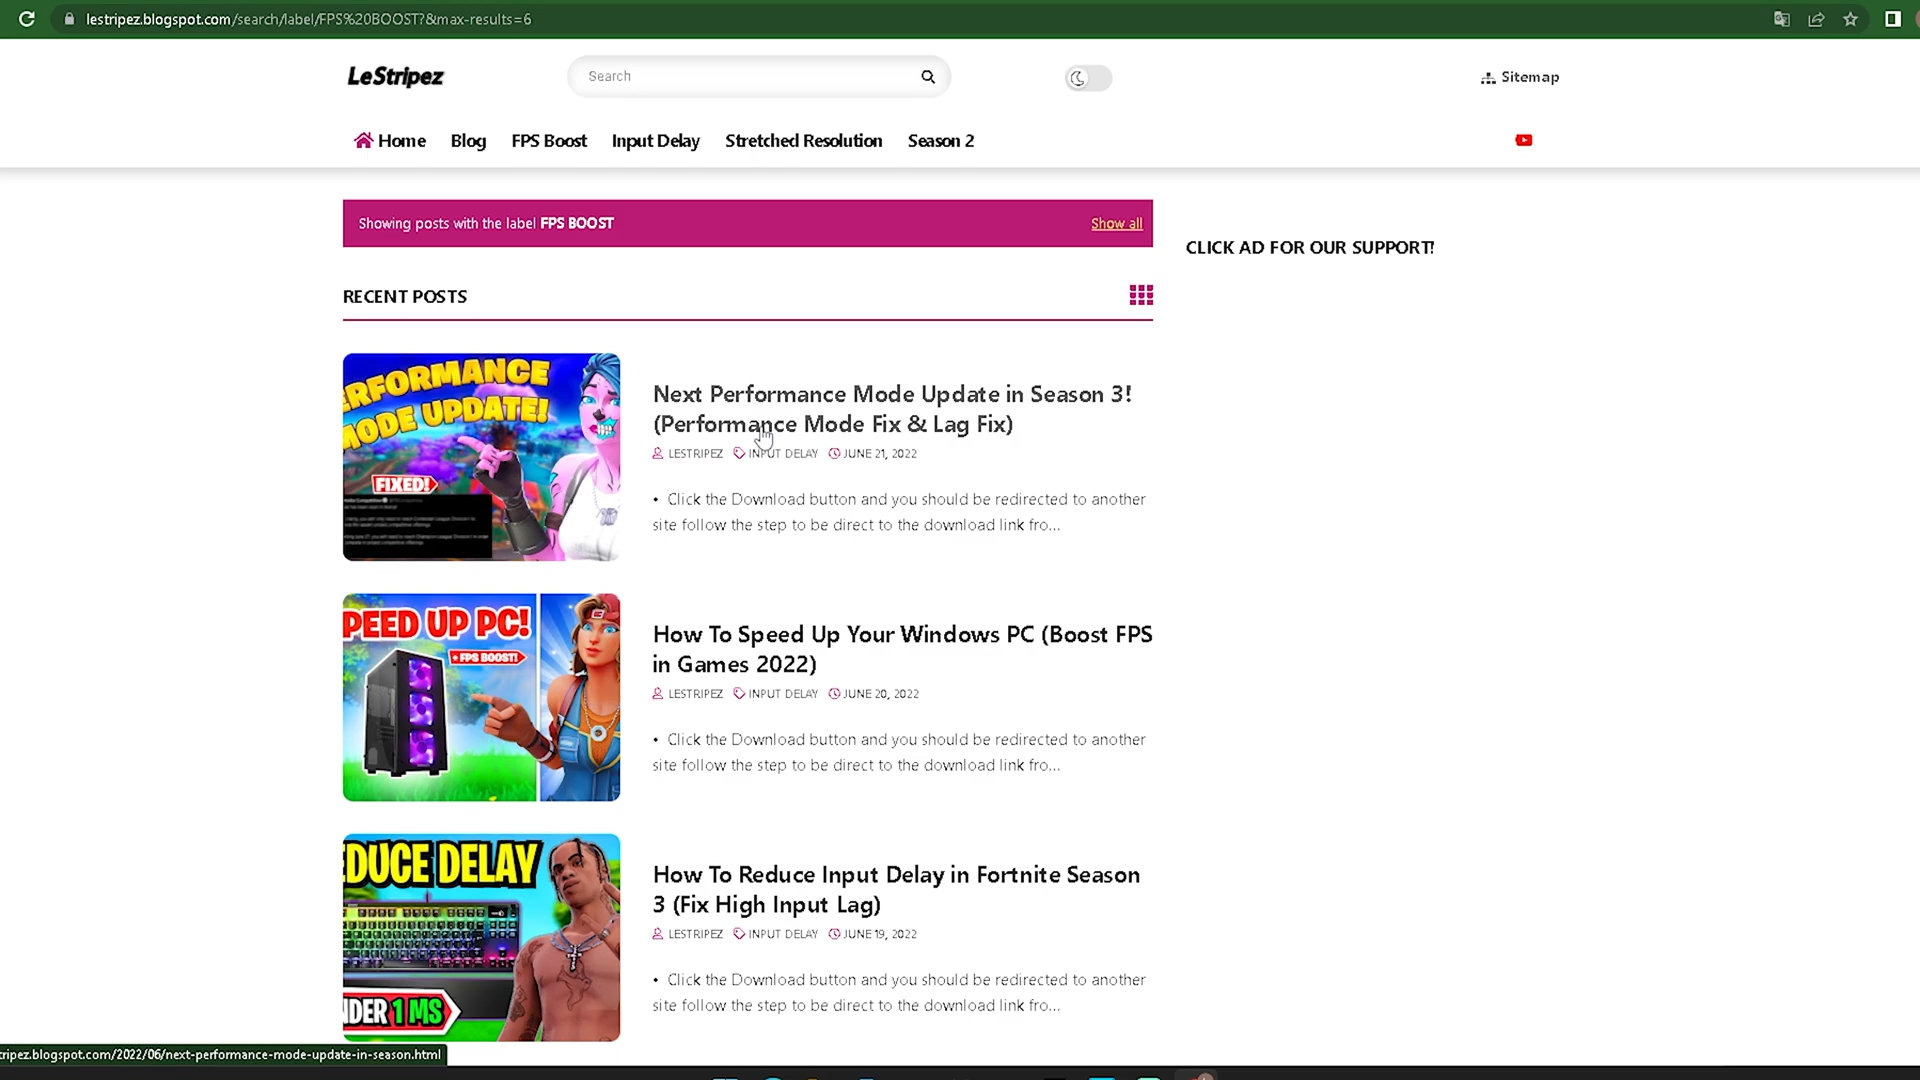 lestripez.blogspot.com/search/label/FPS%20BOOST?&max-results=6
LeStripez
Search
Sitemap
Home
Blog
FPS Boost
Input Delay
Stretched Resolution
Season 2
Showing posts with the label FPS BOOST
Show all
CLICK AD FOR OUR SUPPORT!
RECENT POSTS
ERFORMANCE
MODE UPDATE!
FIXED!
Next Performance Mode Update in Season 3!
(Performance Mode Fix & Lag Fix)
LESTRIPEZ INPUT DELAY JUNE 21, 2022
• Click the Download button and you should be redirected to another
site follow the step to be direct to the download link fro...
PEED UP PC!
+ FPS BOOST!
How To Speed Up Your Windows PC (Boost FPS
in Games 2022)
LESTRIPEZ INPUT DELAY JUNE 20, 2022
• Click the Download button and you should be redirected to another
site follow the step to be direct to the download link fro...
EDUCE DELAY
NDER 1 MS
How To Reduce Input Delay in Fortnite Season
3 (Fix High Input Lag)
LESTRIPEZ INPUT DELAY JUNE 19, 2022
• Click the Download button and you should be redirected to another
site follow the step to be direct to the download link fro...
tripez.blogspot.com/2022/06/next-performance-mode-update-in-season.html